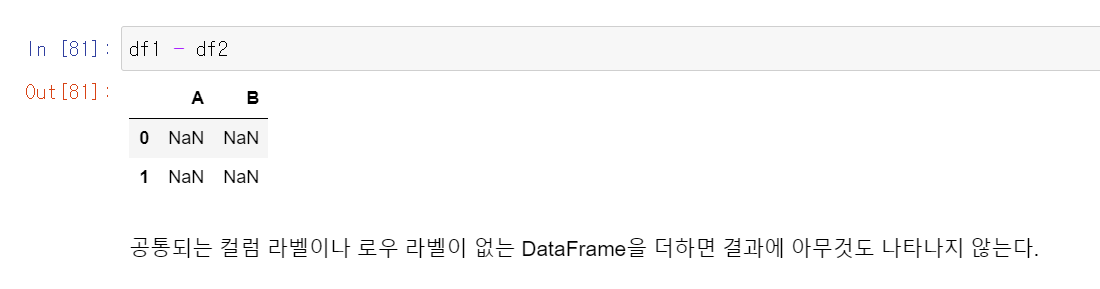 In [81]: df1 - df2
Out[81]:
A B
0 NaN NaN
1 NaN NaN
공통되는 컬럼 라벨이나 로우 라벨이 없는 DataFrame을 더하면 결과에 아무것도 나타나지 않는다.